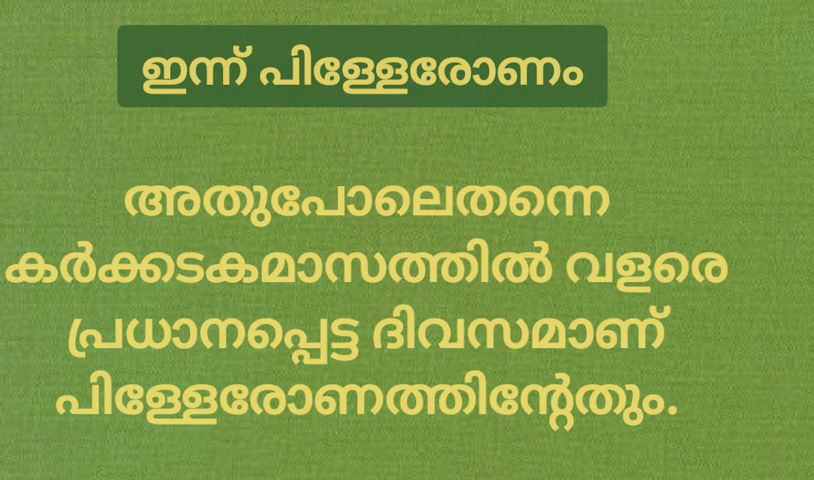 ഇന്ന് പിള്ളേരോണം
അതുപോലെതന്നെ
കർക്കടകമാസത്തിൽ വളരെ
പ്രധാനപ്പെട്ട ദിവസമാണ്
പിള്ളേരോണത്തിന്റേതും.